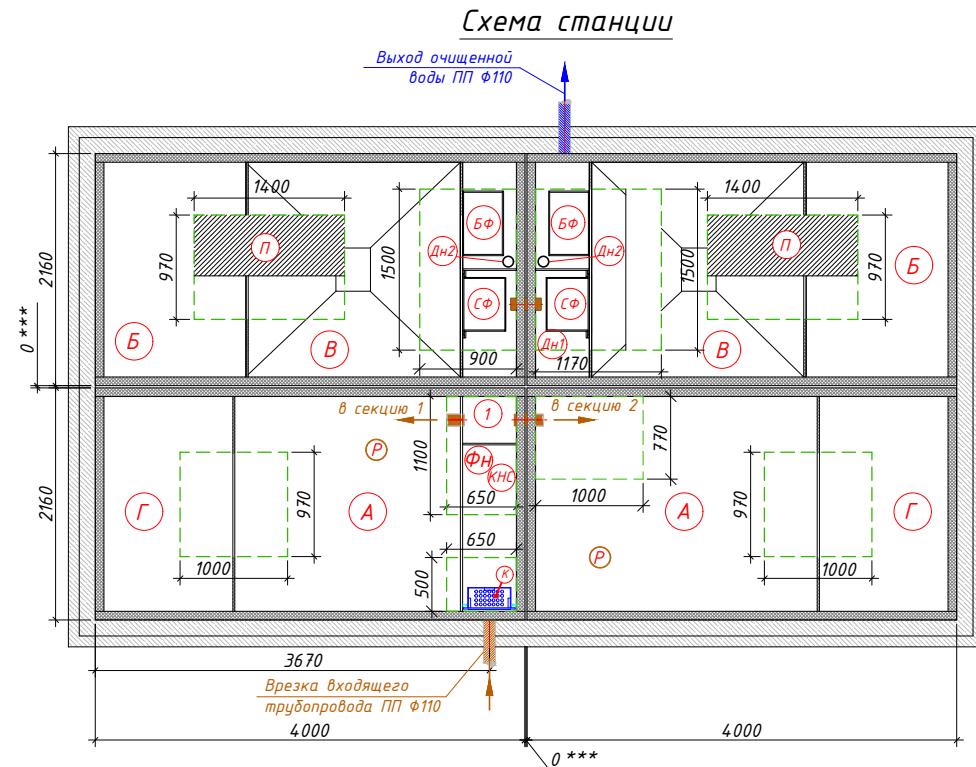 Схема станции
Выход очищенной
воды ПП Ф110
1400
1400
П
БФ
БФ
П
970
1500
Дн2
Дн2
1500
970
Б
2160
СФ
СФ
0 ***
Б
В
Дн1
В
900
1170
в секцию 1
1
в секцию 2
Р
770
1100
Фн
КНС
970
650
1000
970
2160
Г
А
А
Г
650
Р
1000
500
К
1000
3670
Врезка входящего
трубопровода ПП Ф110
4000
4000
0 ***